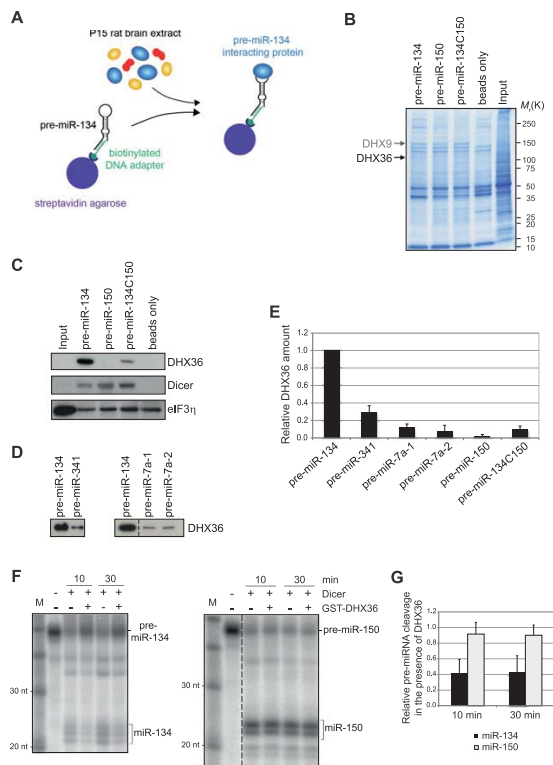 A
P15 rat brain extract
pre-miR-134
interacting protein
pre-miR-134
biotinylated
DNA adapter
streptavidin agarose
B
pre-miR-134
pre-miR-150
pre-miR-134C150
beads only
Input
Mr(K)
250
150
100
75
50
35
25
20
15
10
DHX9
DHX36
C
Input
pre-miR-134
pre-miR-150
pre-miR-134C150
beads only
DHX36
Dicer
eIF3η
D
pre-miR-134
pre-miR-341
pre-miR-134
pre-miR-7a-1
pre-miR-7a-2
DHX36
E
Relative DHX36 amount
1.2
1.0
0.8
0.6
0.4
0.2
0.0
pre-miR-134
pre-miR-341
pre-miR-7a-1
pre-miR-7a-2
pre-miR-150
pre-miR-134C150
F
10 30
- + + + +
M - - + - +
pre-
miR-134
30 nt
miR-134
20 nt
10 30 min
- + + + + Dicer
M - - + - + GST-DHX36
pre-miR-150
30 nt
miR-150
20 nt
G
Relative pre-miRNA cleavage
in the presence of DHX36
1.2
1.0
0.8
0.6
0.4
0.2
0
10 min 30 min
miR-134
miR-150